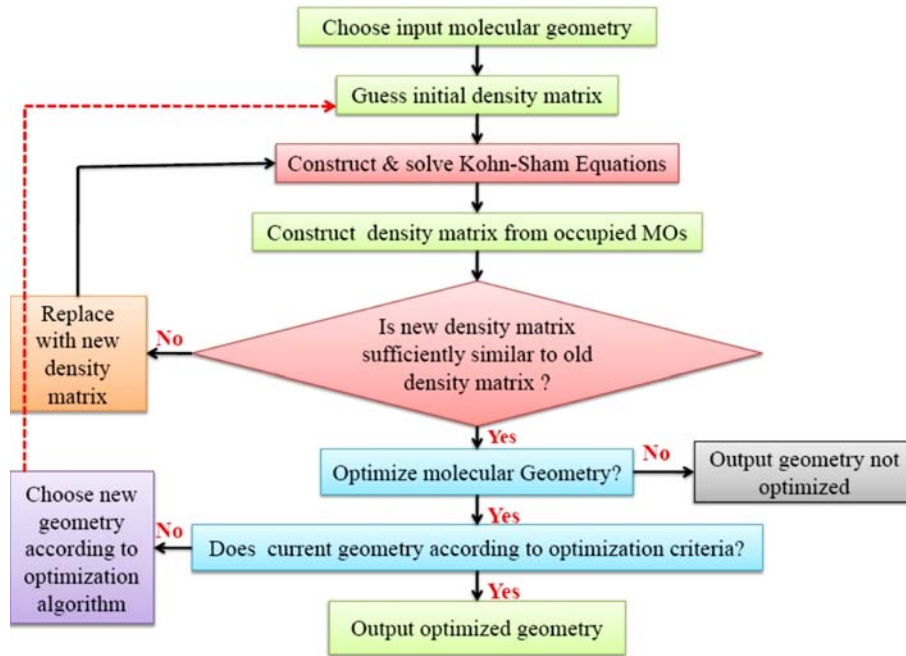 Choose input molecular geometry
Guess initial density matrix
Construct & solve Kohn-Sham Equations
Construct density matrix from occupied MOs
Replace
with new
density
matrix
No
Is new density matrix
sufficiently similar to old
density matrix ?
Yes
Optimize molecular Geometry?
No
Output geometry not
optimized
Choose new
geometry
according to
optimization
algorithm
No
Yes
Does current geometry according to optimization criteria?
Yes
Output optimized geometry